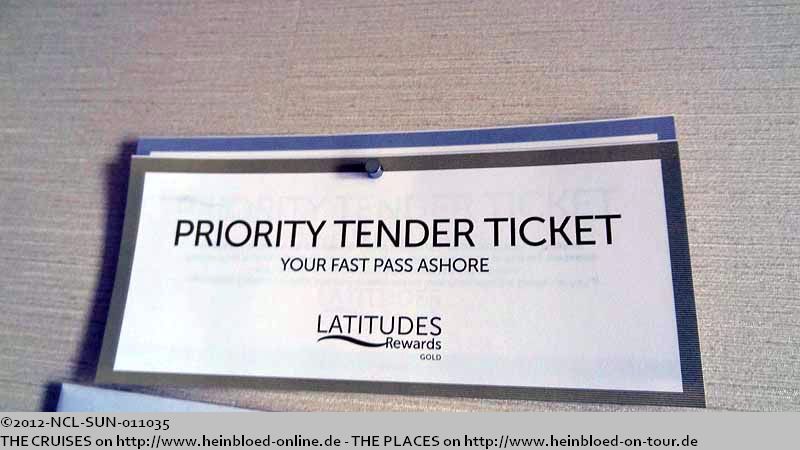 PRIORITY TENDER TICKET
YOUR FAST PASS ASHORE
LATITUDES
Rewards
GOLD
©2012-NCL-SUN-011035
THE CRUISES on http://www.heinbloed-online.de - THE PLACES on http://www.heinbloed-on-tour.de